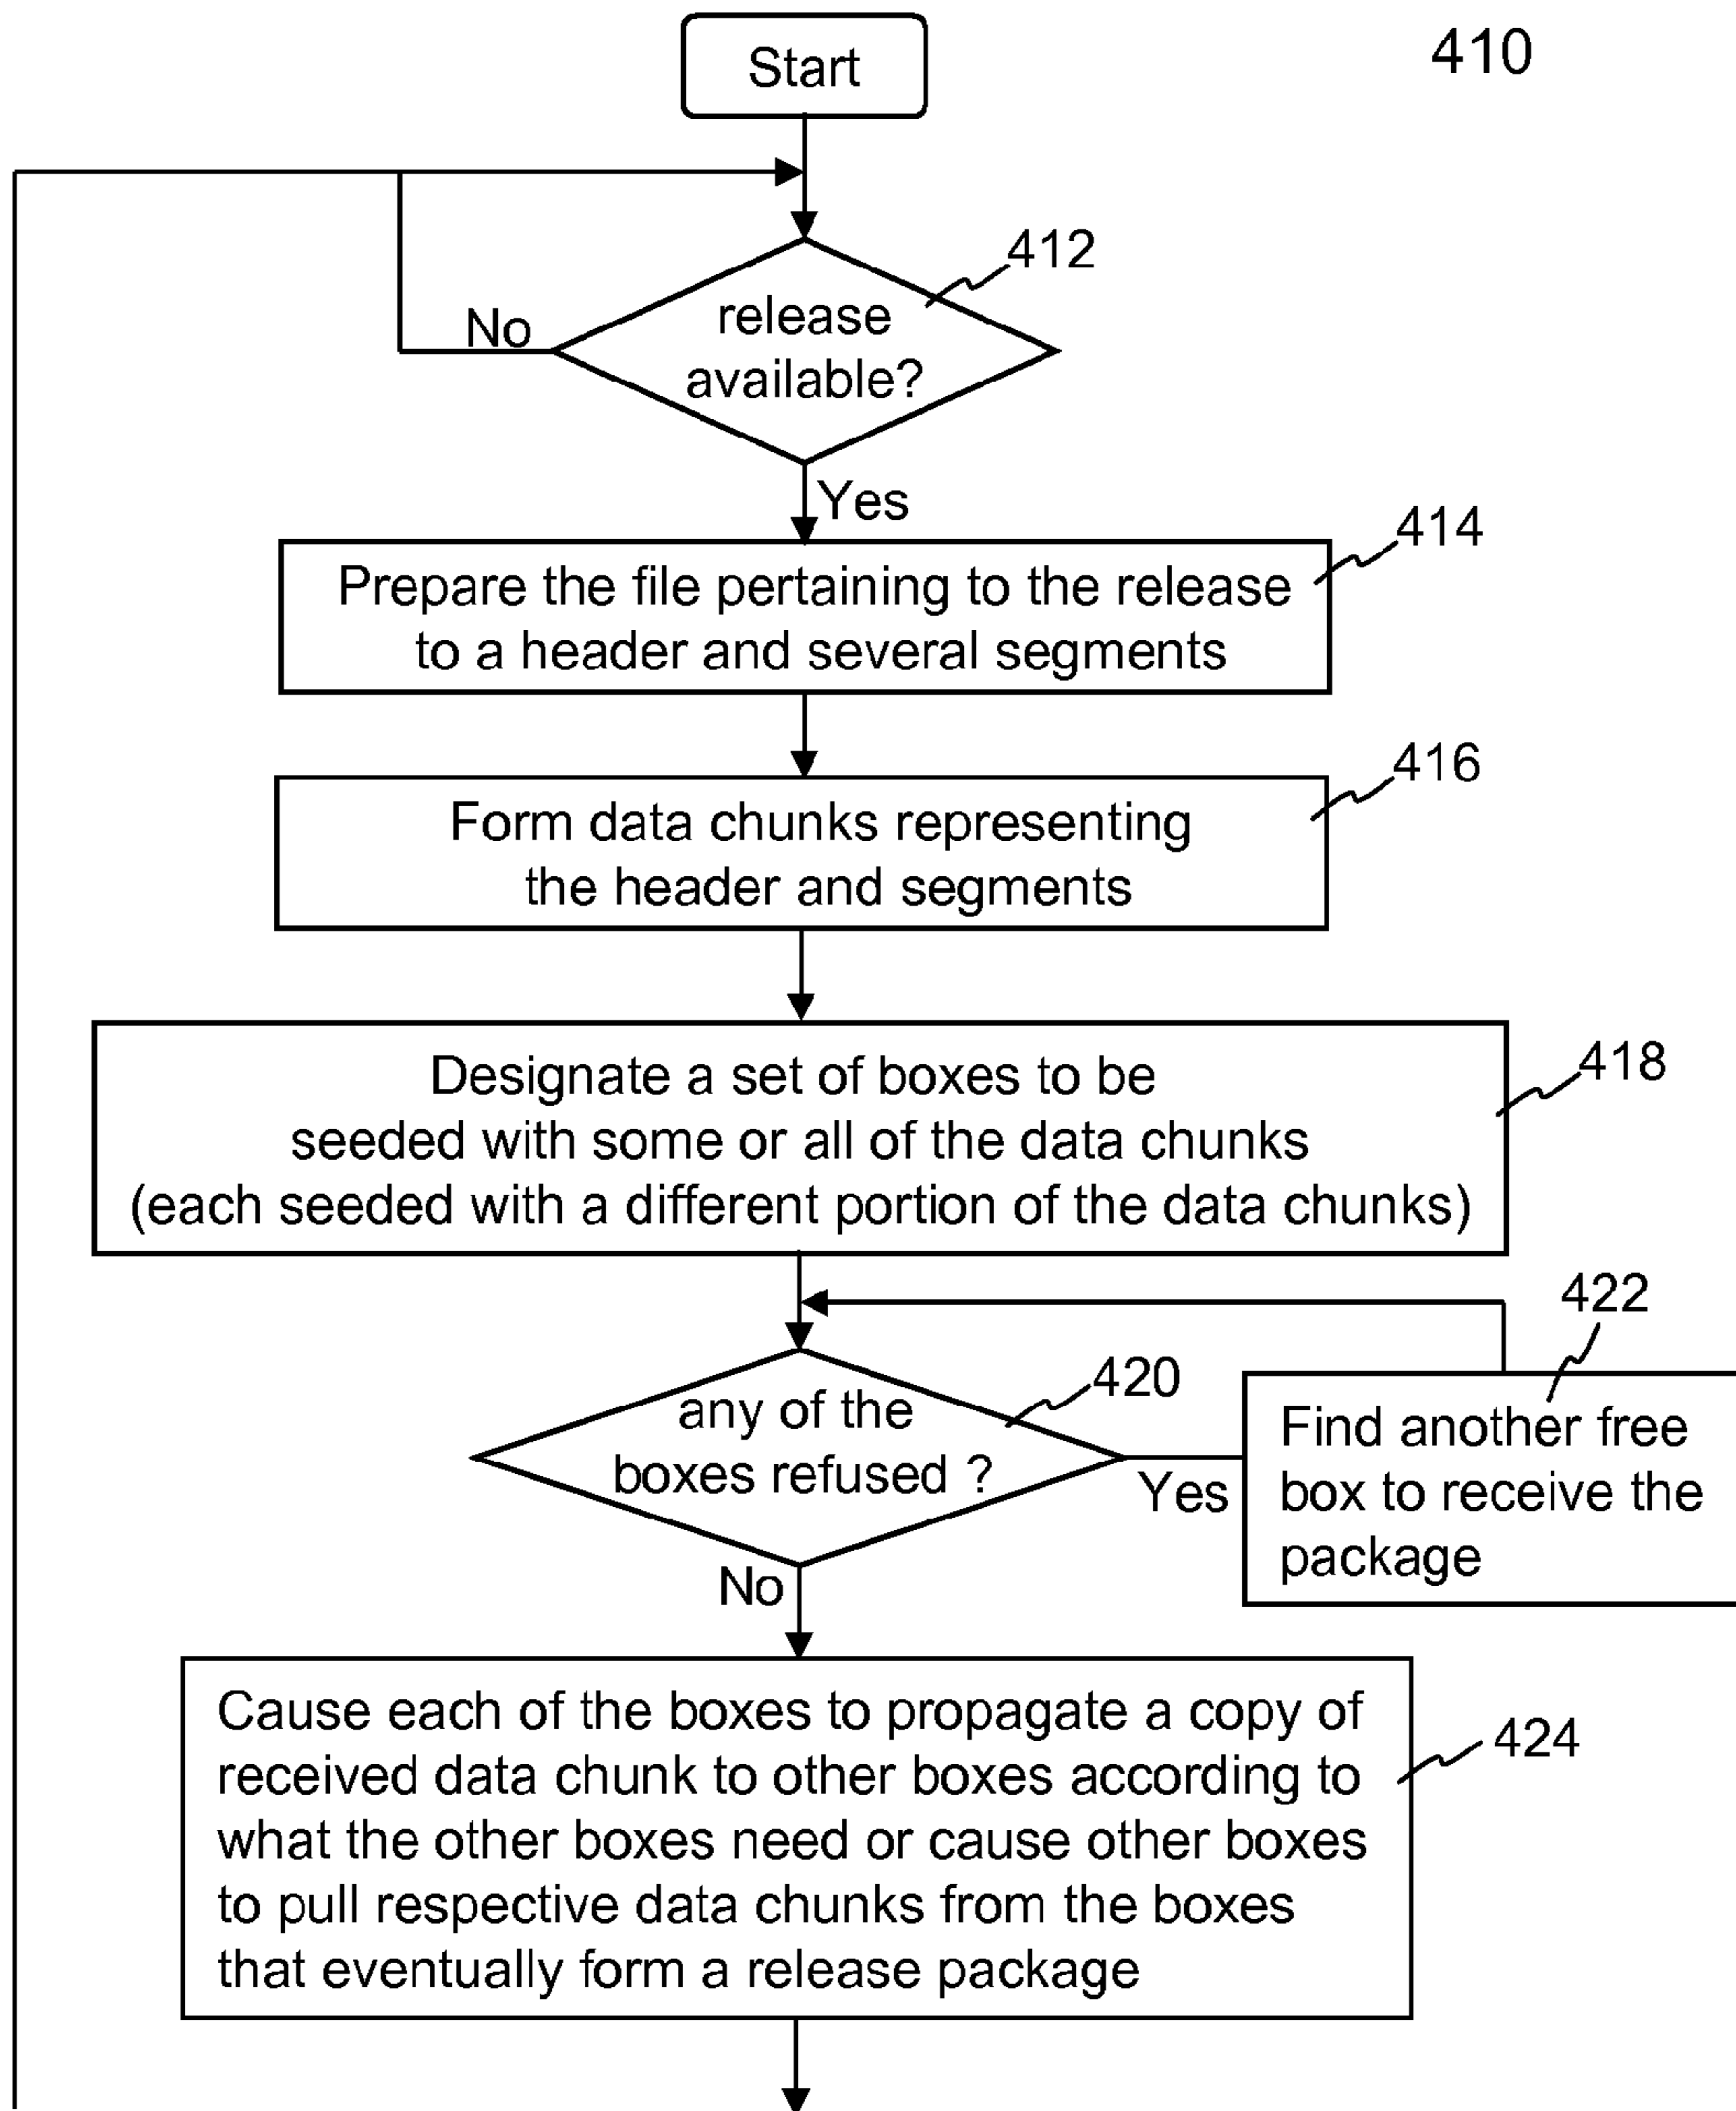 410
Start
412
release
available?
No
Yes
414
Prepare the file pertaining to the release
to a header and several segments
416
Form data chunks representing
the header and segments
418
Designate a set of boxes to be
seeded with some or all of the data chunks
(each seeded with a different portion of the data chunks)
422
420
any of the
boxes refused ?
Yes
Find another free
box to receive the
package
No
424
Cause each of the boxes to propagate a copy of
received data chunk to other boxes according to
what the other boxes need or cause other boxes
to pull respective data chunks from the boxes
that eventually form a release package